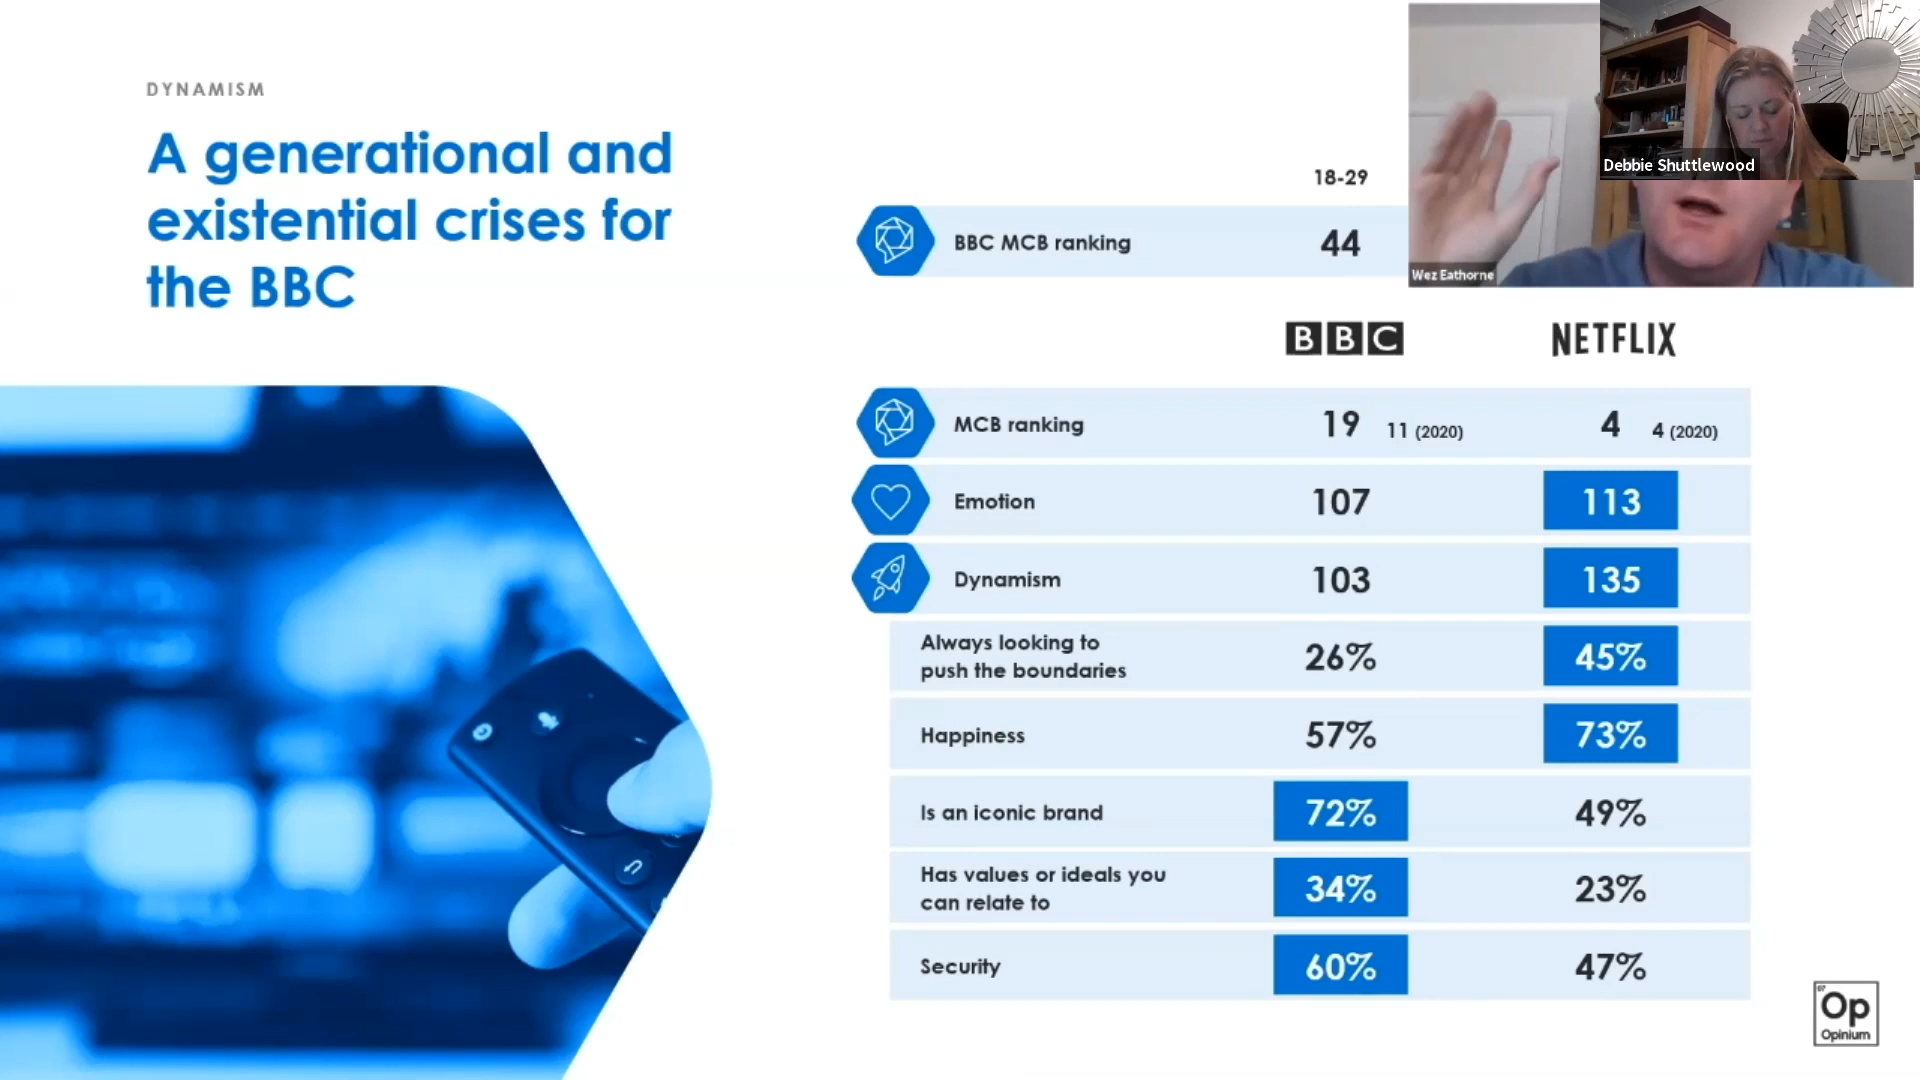 DYNAMISM
A generational and
existential crises for
the BBC
18-29
BBC MCB ranking 44
Debbie Shuttlewood
Wez Eathorne
BBC NETFLIX
MCB ranking 19 11 (2020) 4 4 (2020)
Emotion 107 113
Dynamism 103 135
Always looking to
push the boundaries 26% 45%
Happiness 57% 73%
Is an iconic brand 72% 49%
Has values or ideals you
can relate to 34% 23%
Security 60% 47%
Op
Opinium